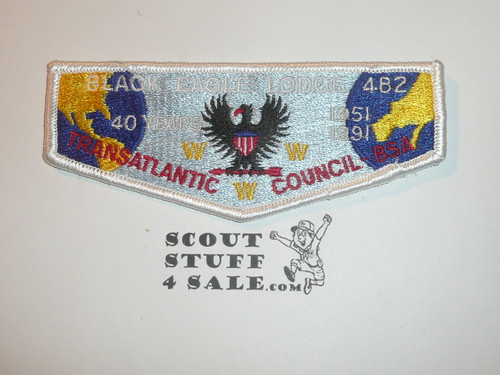 BLACK EAGLE LODGE 482
40 YEARS 1951
1991
TRANSATLANTIC COUNCIL-BSA
W W
W
SCOUT
STUFF
4 SALE.com